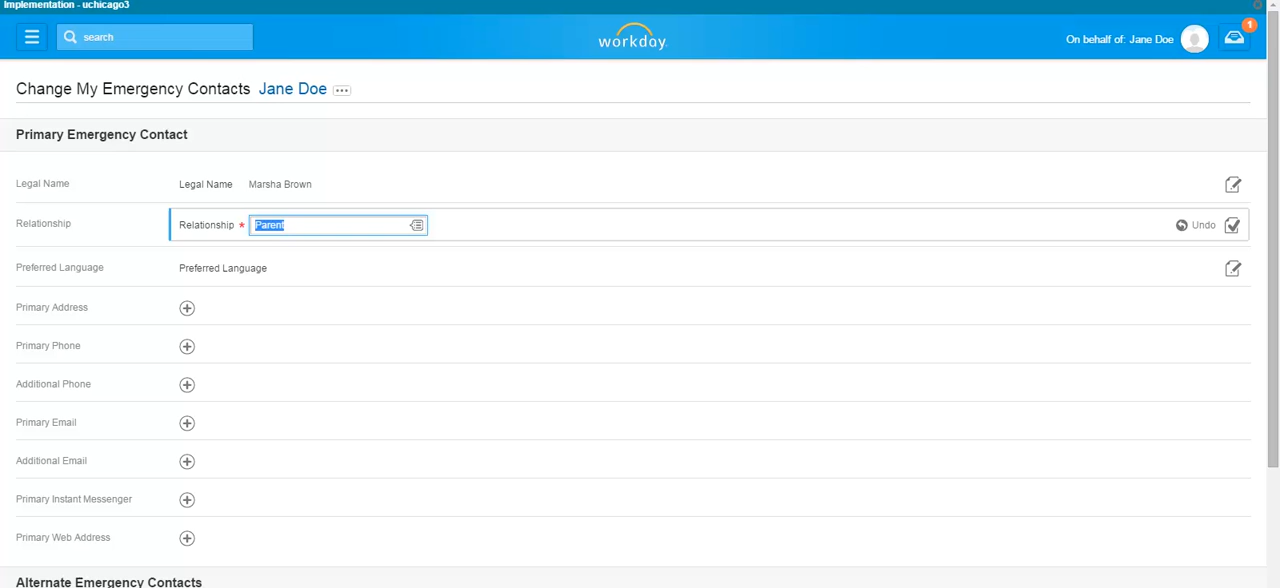 Implementation - uchicago3
search
workday.
On behalf of: Jane Doe
1
Change My Emergency Contacts Jane Doe
Primary Emergency Contact
Legal Name Legal Name Marsha Brown
Relationship Relationship * Parent Undo
Preferred Language Preferred Language
Primary Address
Primary Phone
Additional Phone
Primary Email
Additional Email
Primary Instant Messenger
Primary Web Address
Alternate Emergency Contacts